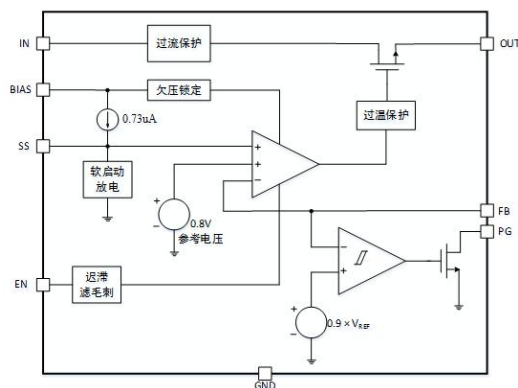 IN
过流保护
OUT
BIAS
欠压锁定
0.73uA
过温保护
SS
+
软启动
放电
+
−
+
−
0.8V
参考电压
FB
PG
−
+
EN
迟滞
滤毛刺
+
−
0.9×VREF
GND